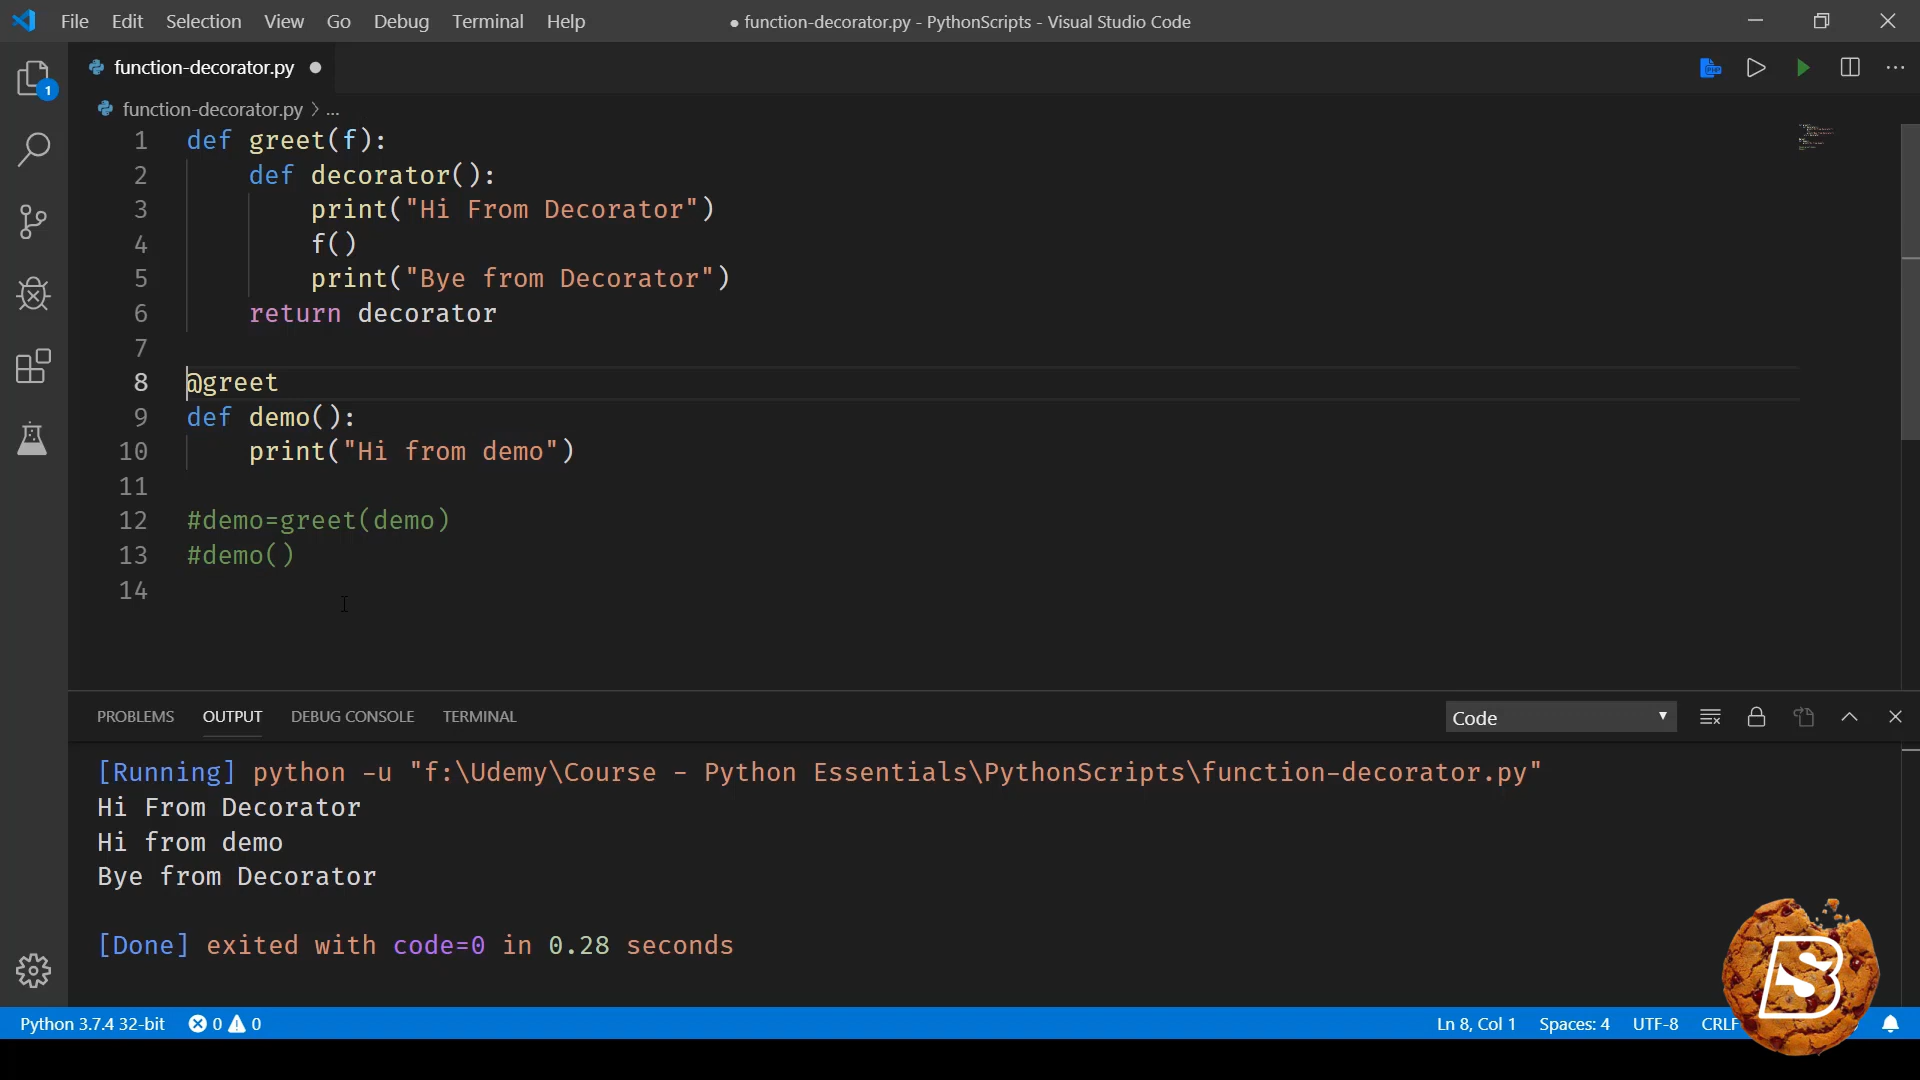 File Edit Selection View Go Debug Terminal Help ● function-decorator.py - PythonScripts - Visual Studio Code
function-decorator.py ●
1
function-decorator.py > ...
1 def greet(f):
2 def decorator():
3 print("Hi From Decorator")
4 f()
5 print("Bye from Decorator")
6 return decorator
7
8 @greet
9 def demo():
10 print("Hi from demo")
11
12 #demo=greet(demo)
13 #demo()
14
PROBLEMS OUTPUT DEBUG CONSOLE TERMINAL Code
[Running] python -u "f:\Udemy\Course - Python Essentials\PythonScripts\function-decorator.py"
Hi From Decorator
Hi from demo
Bye from Decorator
[Done] exited with code=0 in 0.28 seconds
Python 3.7.4 32-bit 0 0 Ln 8, Col 1 Spaces: 4 UTF-8 CRLF